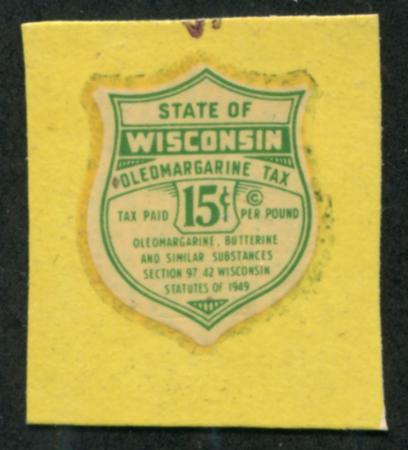 STATE OF
WISCONSIN
OLEOMARGARINE TAX
TAX PAID 15¢ © PER POUND
OLEOMARGARINE, BUTTERINE
AND SIMILAR SUBSTANCES
SECTION 97.42 WISCONSIN
STATUTES OF 1949